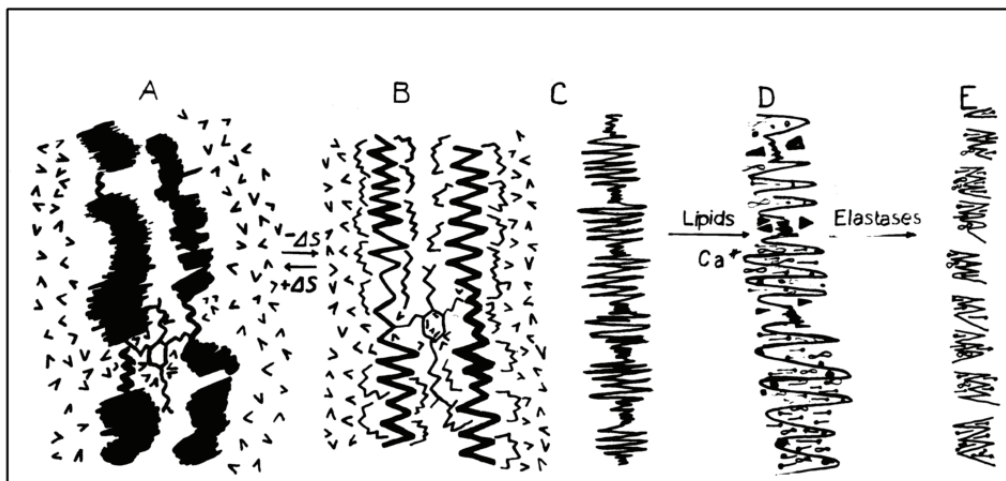 A B C D E
-ΔS
+ΔS
Lipids
Ca⁺
Elastases